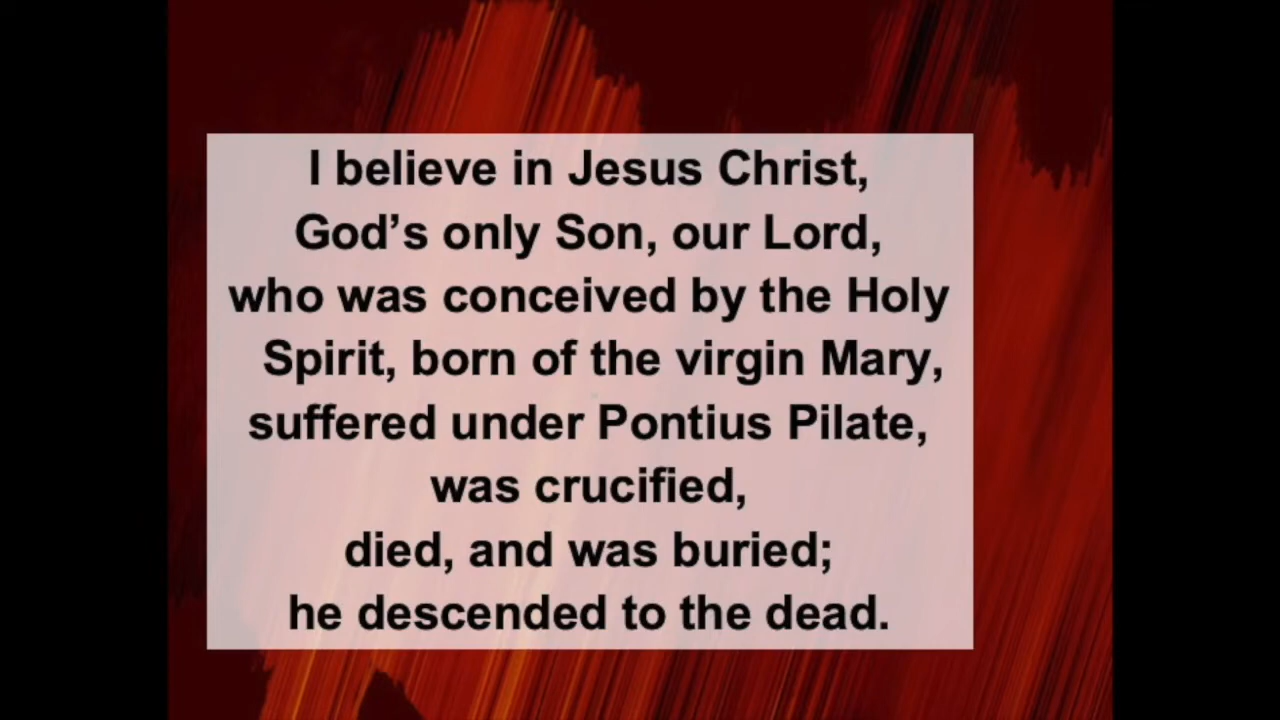 I believe in Jesus Christ,
God’s only Son, our Lord,
who was conceived by the Holy
Spirit, born of the virgin Mary,
suffered under Pontius Pilate,
was crucified,
died, and was buried;
he descended to the dead.